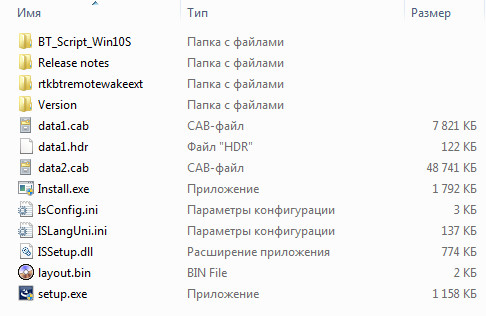 Имя Тип Размер
BT_Script_Win10S Папка с файлами
Release notes Папка с файлами
rtkbtremotewakeext Папка с файлами
Version Папка с файлами
data1.cab CAB-файл 7 821 КБ
data1.hdr Файл "HDR" 122 КБ
data2.cab CAB-файл 48 741 КБ
Install.exe Приложение 1 792 КБ
IsConfig.ini Параметры конфигурации 3 КБ
ISLangUni.ini Параметры конфигурации 137 КБ
ISSetup.dll Расширение приложения 774 КБ
layout.bin BIN File 2 КБ
setup.exe Приложение 1 158 КБ